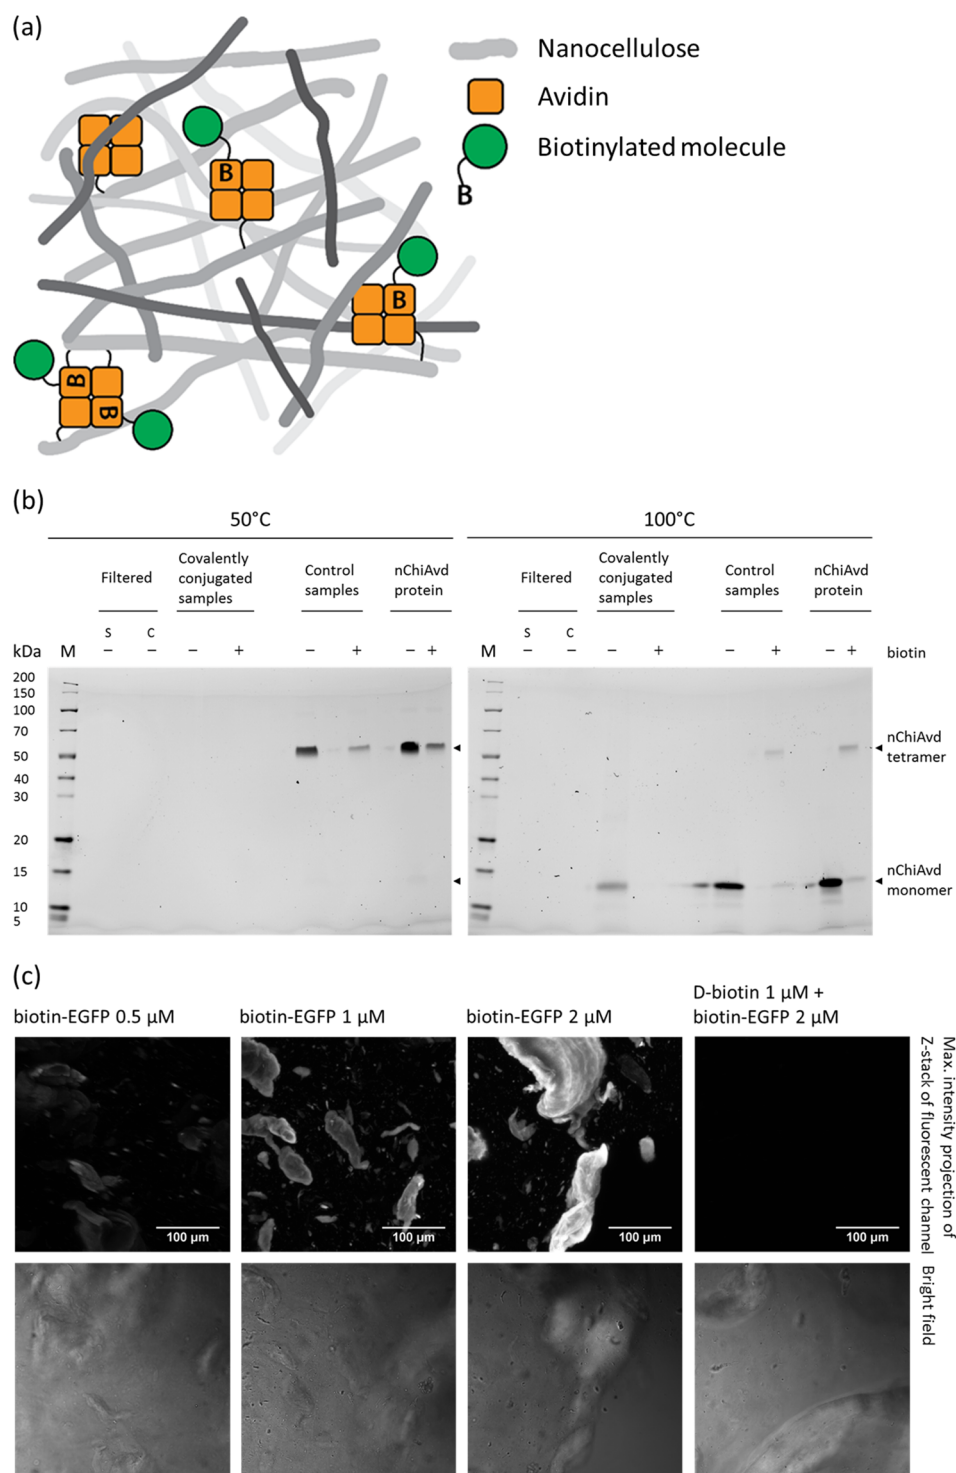 (a)
Nanocellulose
Avidin
Biotinylated molecule
B
B
B
B
B
(b)
50°C
100°C
Filtered
Covalently
conjugated
samples
Control
samples
nChiAvd
protein
Filtered
Covalently
conjugated
samples
Control
samples
nChiAvd
protein
S C
S C
kDa M – – – + – + – +
M – – – + – + – + biotin
200
150
100
70
50
40
30
20
15
10
5
nChiAvd
tetramer
nChiAvd
monomer
(c)
biotin-EGFP 0.5 µM
biotin-EGFP 1 µM
biotin-EGFP 2 µM
D-biotin 1 µM +
biotin-EGFP 2 µM
100 µm
100 µm
100 µm
100 µm
Max. intensity projection of
Z-stack of fluorescent channel
Bright field